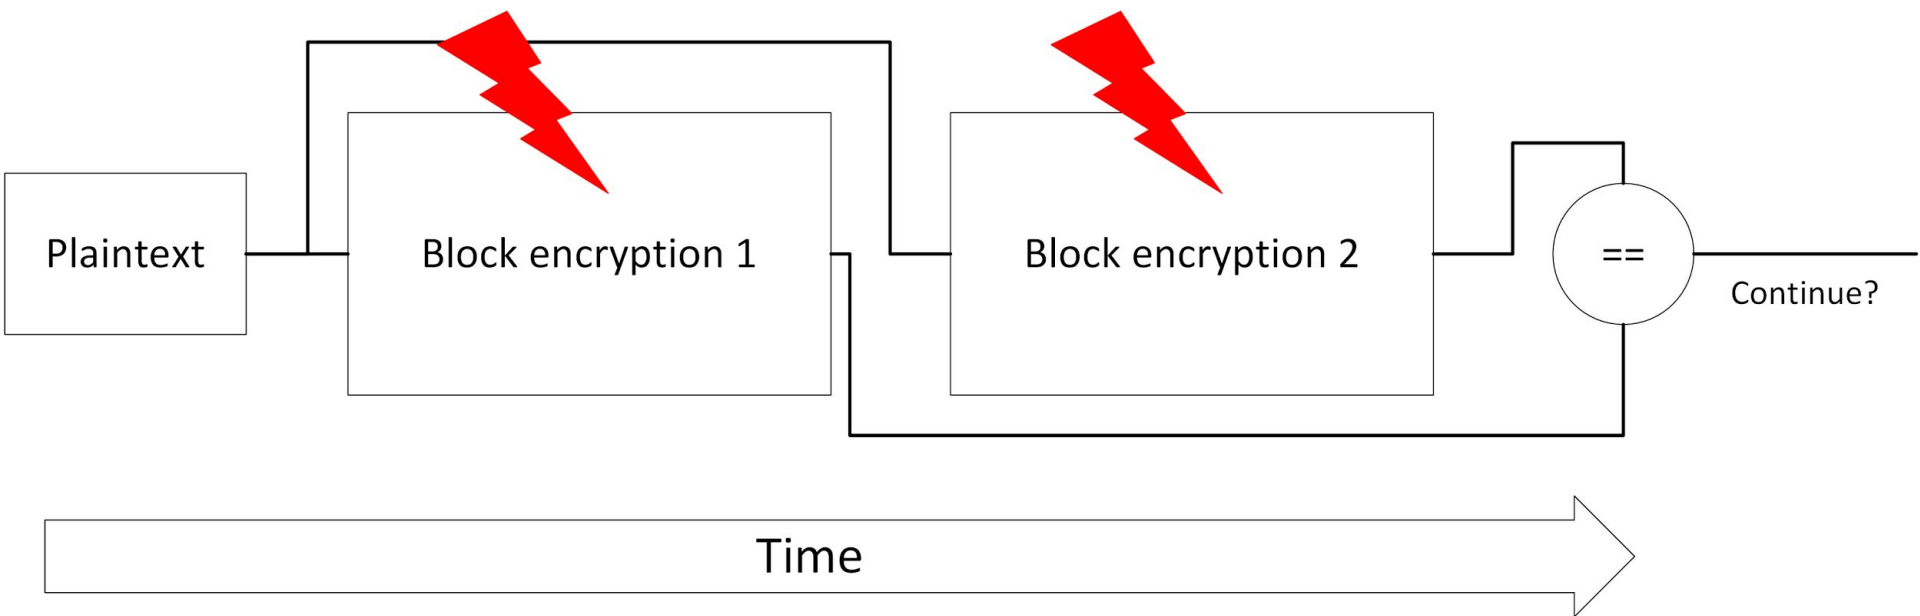 Plaintext
Block encryption 1
Block encryption 2
==
Continue?
Time